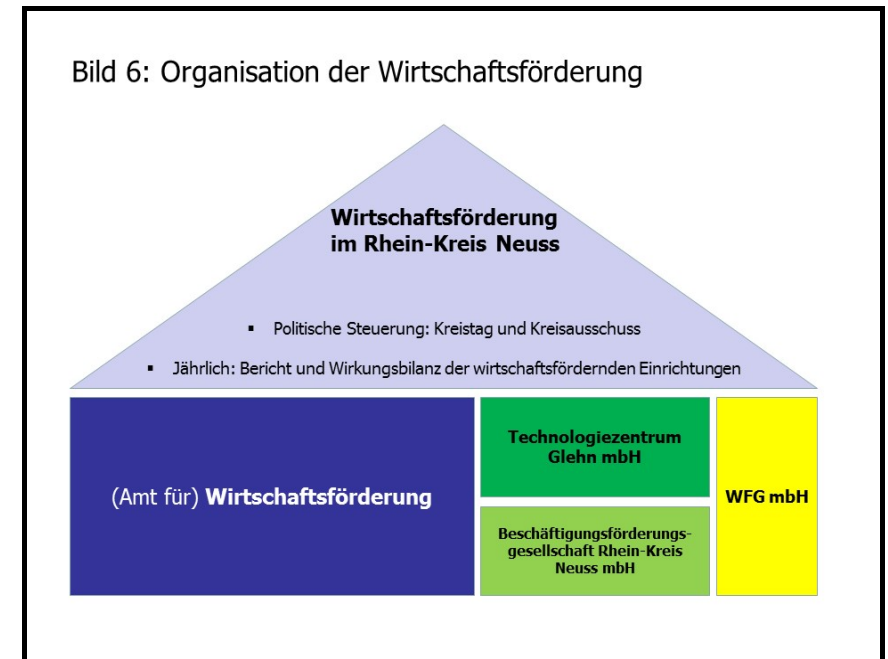 Bild 6: Organisation der Wirtschaftsförderung
Wirtschaftsförderung
im Rhein-Kreis Neuss
▪ Politische Steuerung: Kreistag und Kreisausschuss
▪ Jährlich: Bericht und Wirkungsbilanz der wirtschaftsfördernden Einrichtungen
(Amt für) Wirtschaftsförderung
Technologiezentrum
Glehn mbH
Beschäftigungsförderungs-
gesellschaft Rhein-Kreis
Neuss mbH
WFG mbH